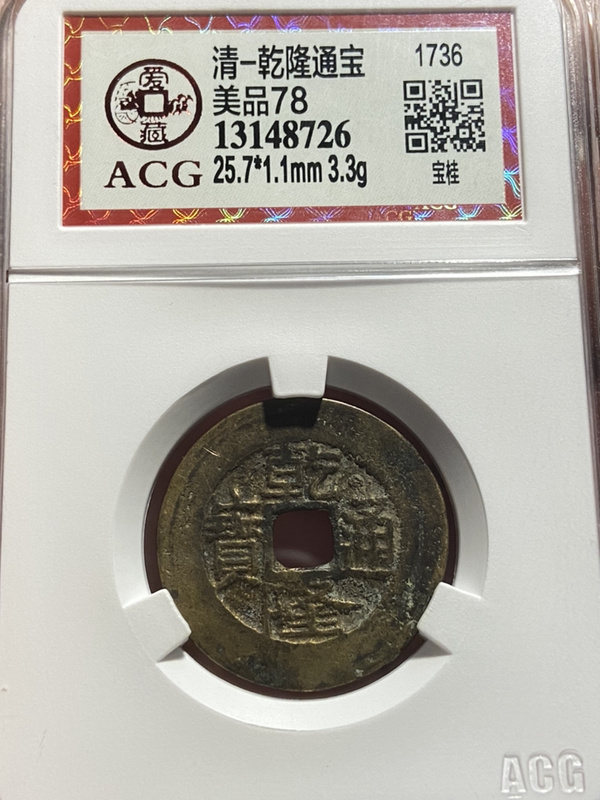 清一乾隆通宝
1736
美品78
13148726
25.7*1.1mm 3.3g
宝桂
爱
藏
ACG
乾
隆
通
寶
ACG